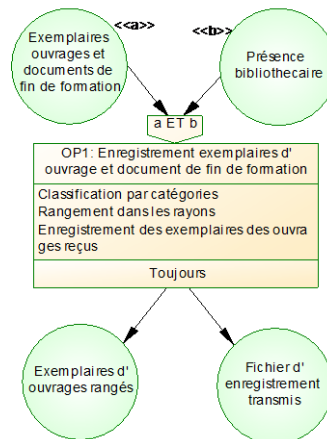 <<a>>
<<b>>
Exemplaires
ouvrages et
documents de
fin de formation
Présence
bibliothecaire
a ET b
OP1: Enregistrement exemplaires d'
ouvrage et document de fin de formation
Classification par catégories
Rangement dans les rayons
Enregistrement des exemplaires des ouvra
ges reçus
Toujours
Exemplaires d'
ouvrages rangés
Fichier d'
enregistrement
transmis